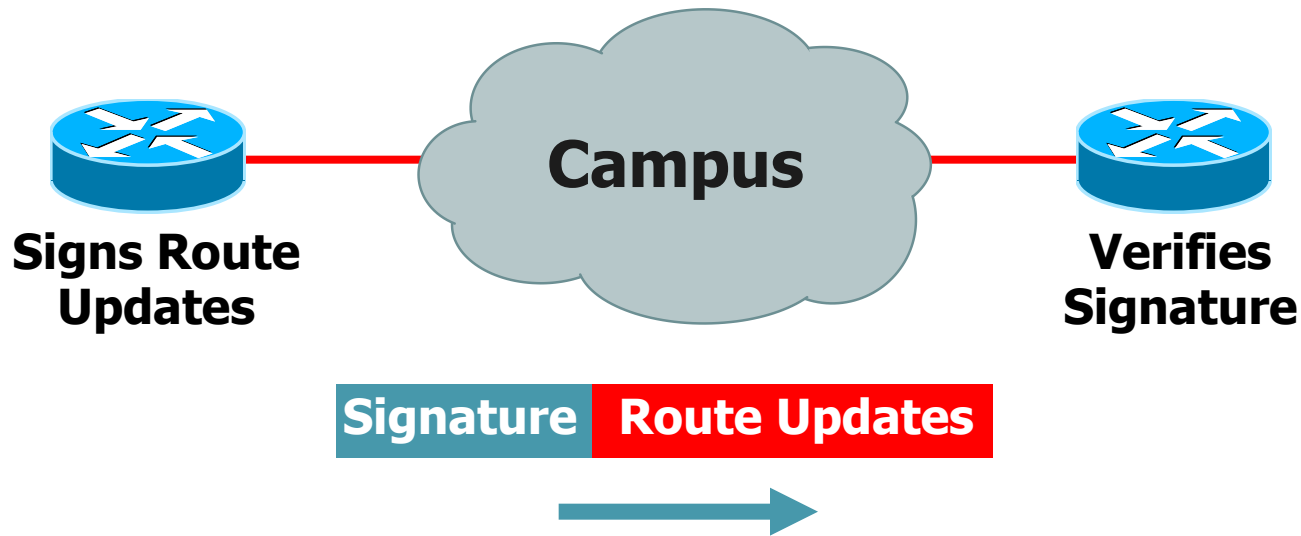 Campus
Signs Route
Updates
Verifies
Signature
Signature Route Updates